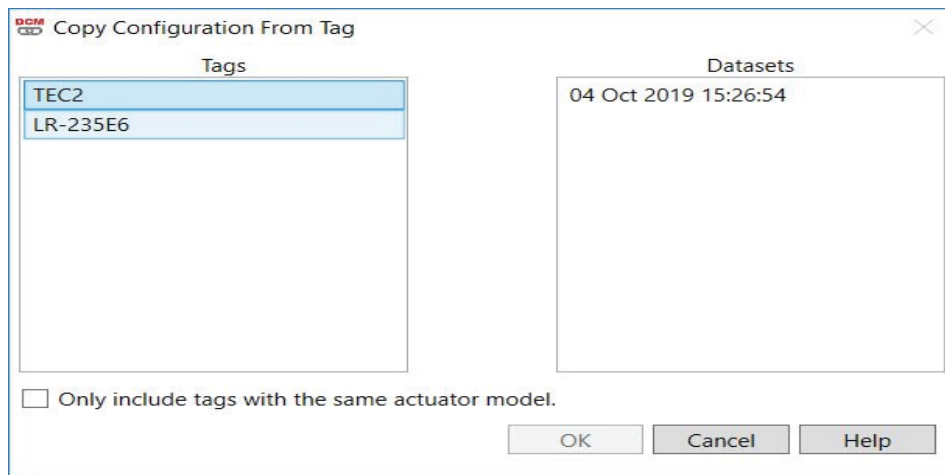 DCM Copy Configuration From Tag
Tags
TEC2
LR-235E6
Datasets
04 Oct 2019 15:26:54
Only include tags with the same actuator model.
OK
Cancel
Help